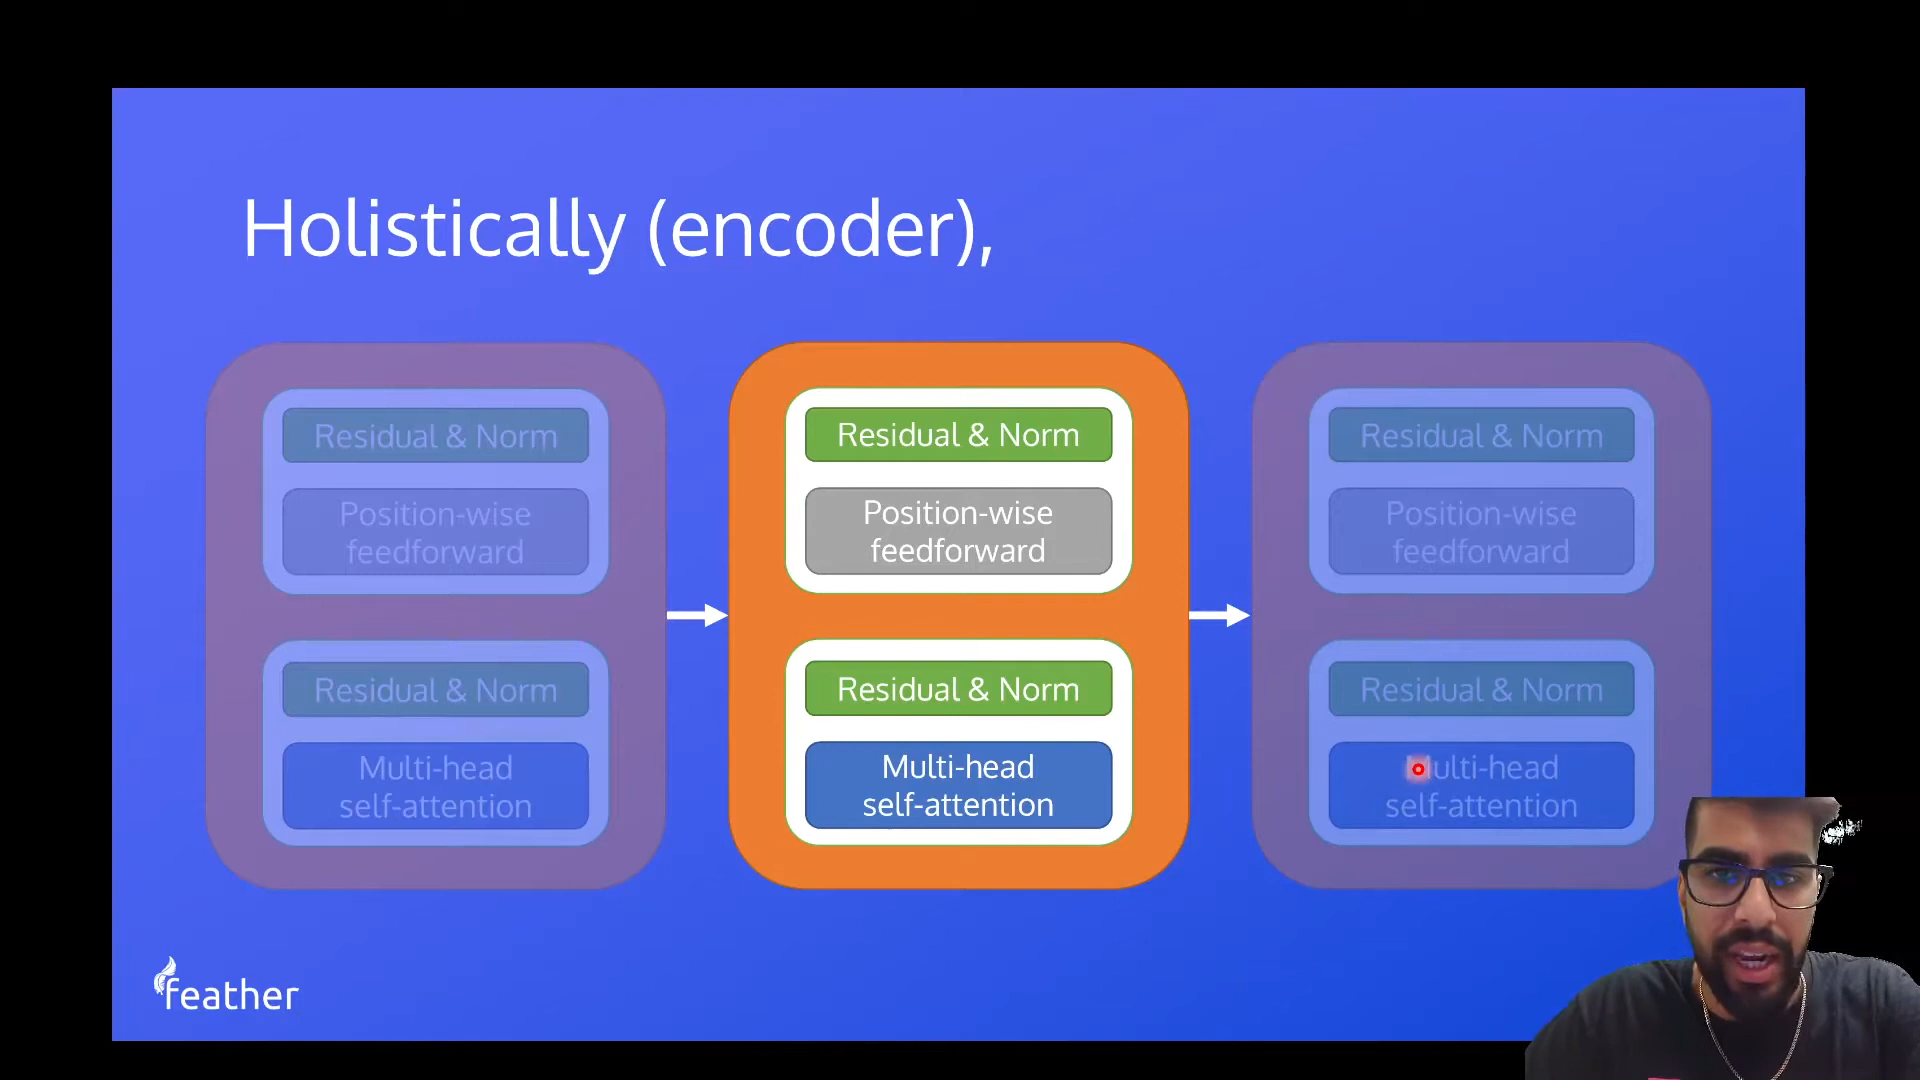 Holistically (encoder),
Residual & Norm
Position-wise
feedforward
Residual & Norm
Multi-head
self-attention
Residual & Norm
Position-wise
feedforward
Residual & Norm
Multi-head
self-attention
Residual & Norm
Position-wise
feedforward
Residual & Norm
Multi-head
self-attention
feather